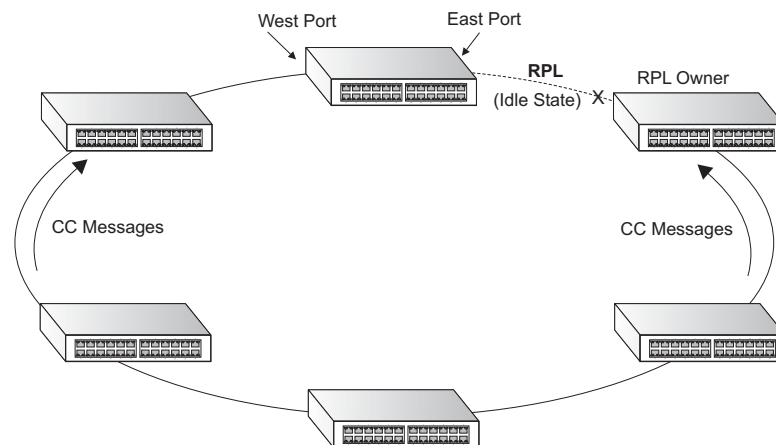 West Port
East Port
RPL
(Idle State)
X
RPL Owner
CC Messages
CC Messages